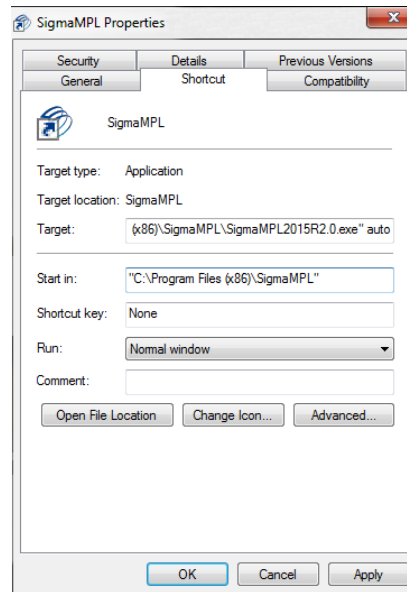 SigmaMPL Properties
Security Details Previous Versions
General Shortcut Compatibility
SigmaMPL
Target type: Application
Target location: SigmaMPL
Target: (x86)\SigmaMPL\SigmaMPL2015R2.0.exe" auto
Start in: "C:\Program Files (x86)\SigmaMPL"
Shortcut key: None
Run: Normal window
Comment:
Open File Location Change Icon... Advanced...
OK Cancel Apply